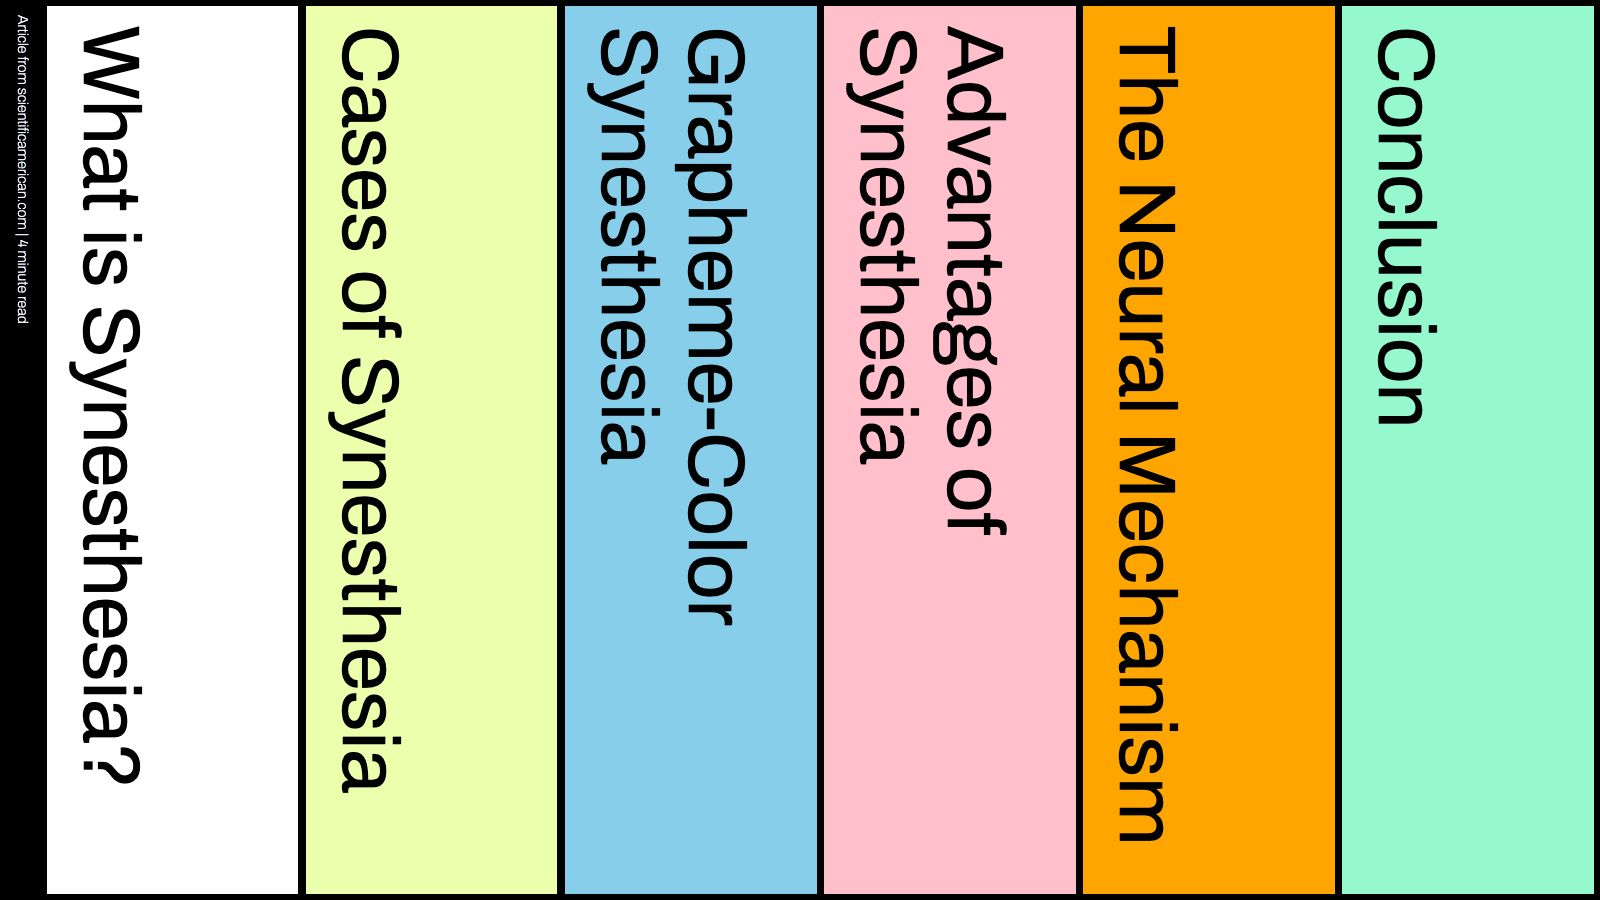 Article from scientificamerican.com | 4 minute read
What is Synesthesia?
Cases of Synesthesia
Grapheme-Color
Synesthesia
Advantages of
Synesthesia
The Neural Mechanism
Conclusion